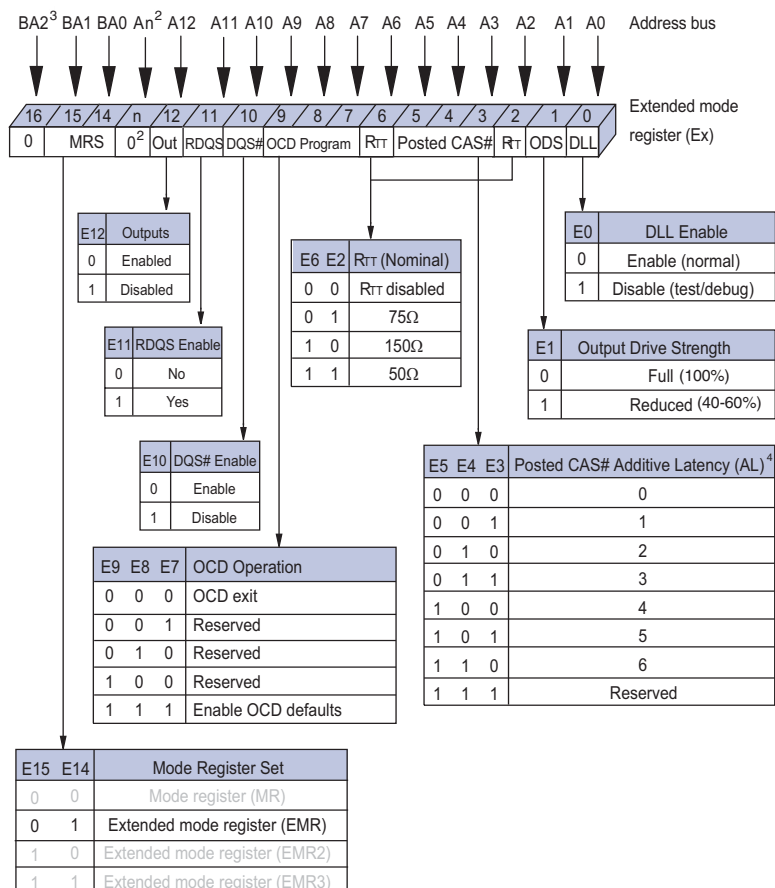 BA2³ BA1 BA0 An² A12 A11 A10 A9 A8 A7 A6 A5 A4 A3 A2 A1 A0 Address bus
16 15 14 n 12 11 10 9 8 7 6 5 4 3 2 1 0
Extended mode
register (Ex)
0 MRS 0² Out RDQS DQS# OCD Program RTT Posted CAS# RTT ODS DLL
E12 Outputs
0 Enabled
1 Disabled
E11 RDQS Enable
0 No
1 Yes
E10 DQS# Enable
0 Enable
1 Disable
E6 E2 RTT (Nominal)
0 0 RTT disabled
0 1 75Ω
1 0 150Ω
1 1 50Ω
E0 DLL Enable
0 Enable (normal)
1 Disable (test/debug)
E1 Output Drive Strength
0 Full (100%)
1 Reduced (40-60%)
E5 E4 E3 Posted CAS# Additive Latency (AL)⁴
0 0 0 0
0 0 1 1
0 1 0 2
0 1 1 3
1 0 0 4
1 0 1 5
1 1 0 6
1 1 1 Reserved
E9 E8 E7 OCD Operation
0 0 0 OCD exit
0 0 1 Reserved
0 1 0 Reserved
1 0 0 Reserved
1 1 1 Enable OCD defaults
E15 E14 Mode Register Set
0 0 Mode register (MR)
0 1 Extended mode register (EMR)
1 0 Extended mode register (EMR2)
1 1 Extended mode register (EMR3)